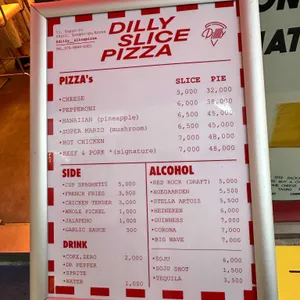 DILLY
SLICE
PIZZA
Dilly
PIZZA's SLICE PIE
•CHEESE 5,000 32,000
•PEPPERONI 6,000 38,000
•HAWAIIAN (pineapple) 6,500 45,000
•SUPER MARIO (mushroom) 6,500 45,000
•HOT CHICKEN 7,000 48,000
•BEEF & PORK *(signature) 7,000 48,000
SIDE
•CUP SPAGHETTI 5,000
•FRENCH FRIES 3,500
•CHICKEN TENDER 3,000
•WHOLE PICKEL 1,000
•JALAPENO 1,000
•GARLIC SAUCE 500
DRINK
•COKE, ZERO 2,000
•DR PEPPER
•SPRITE
•WATER 1,000
ALCOHOL
•RED ROCK (DRAFT) 5,000
•HOEGAARDEN 5,500
•STELLA ARTOIS 5,500
•HEINEKEN 6,000
•GUINNESS 7,000
•CORONA 7,000
•BIG WAVE 7,000
•SOJU 6,000
•SOJU SHOT 1,500
•TEQUILA 3,500